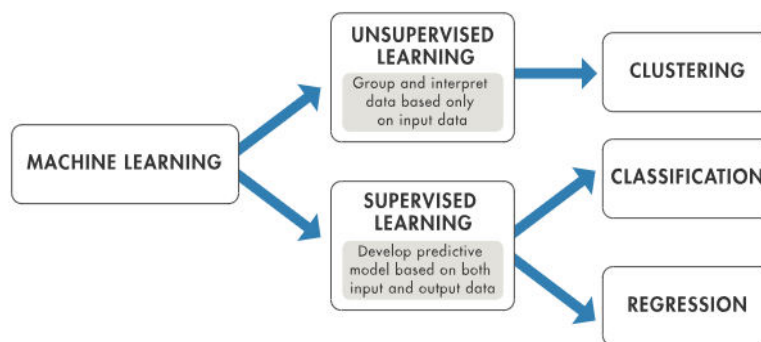 MACHINE LEARNING
UNSUPERVISED
LEARNING
Group and interpret
data based only
on input data
SUPERVISED
LEARNING
Develop predictive
model based on both
input and output data
CLUSTERING
CLASSIFICATION
REGRESSION